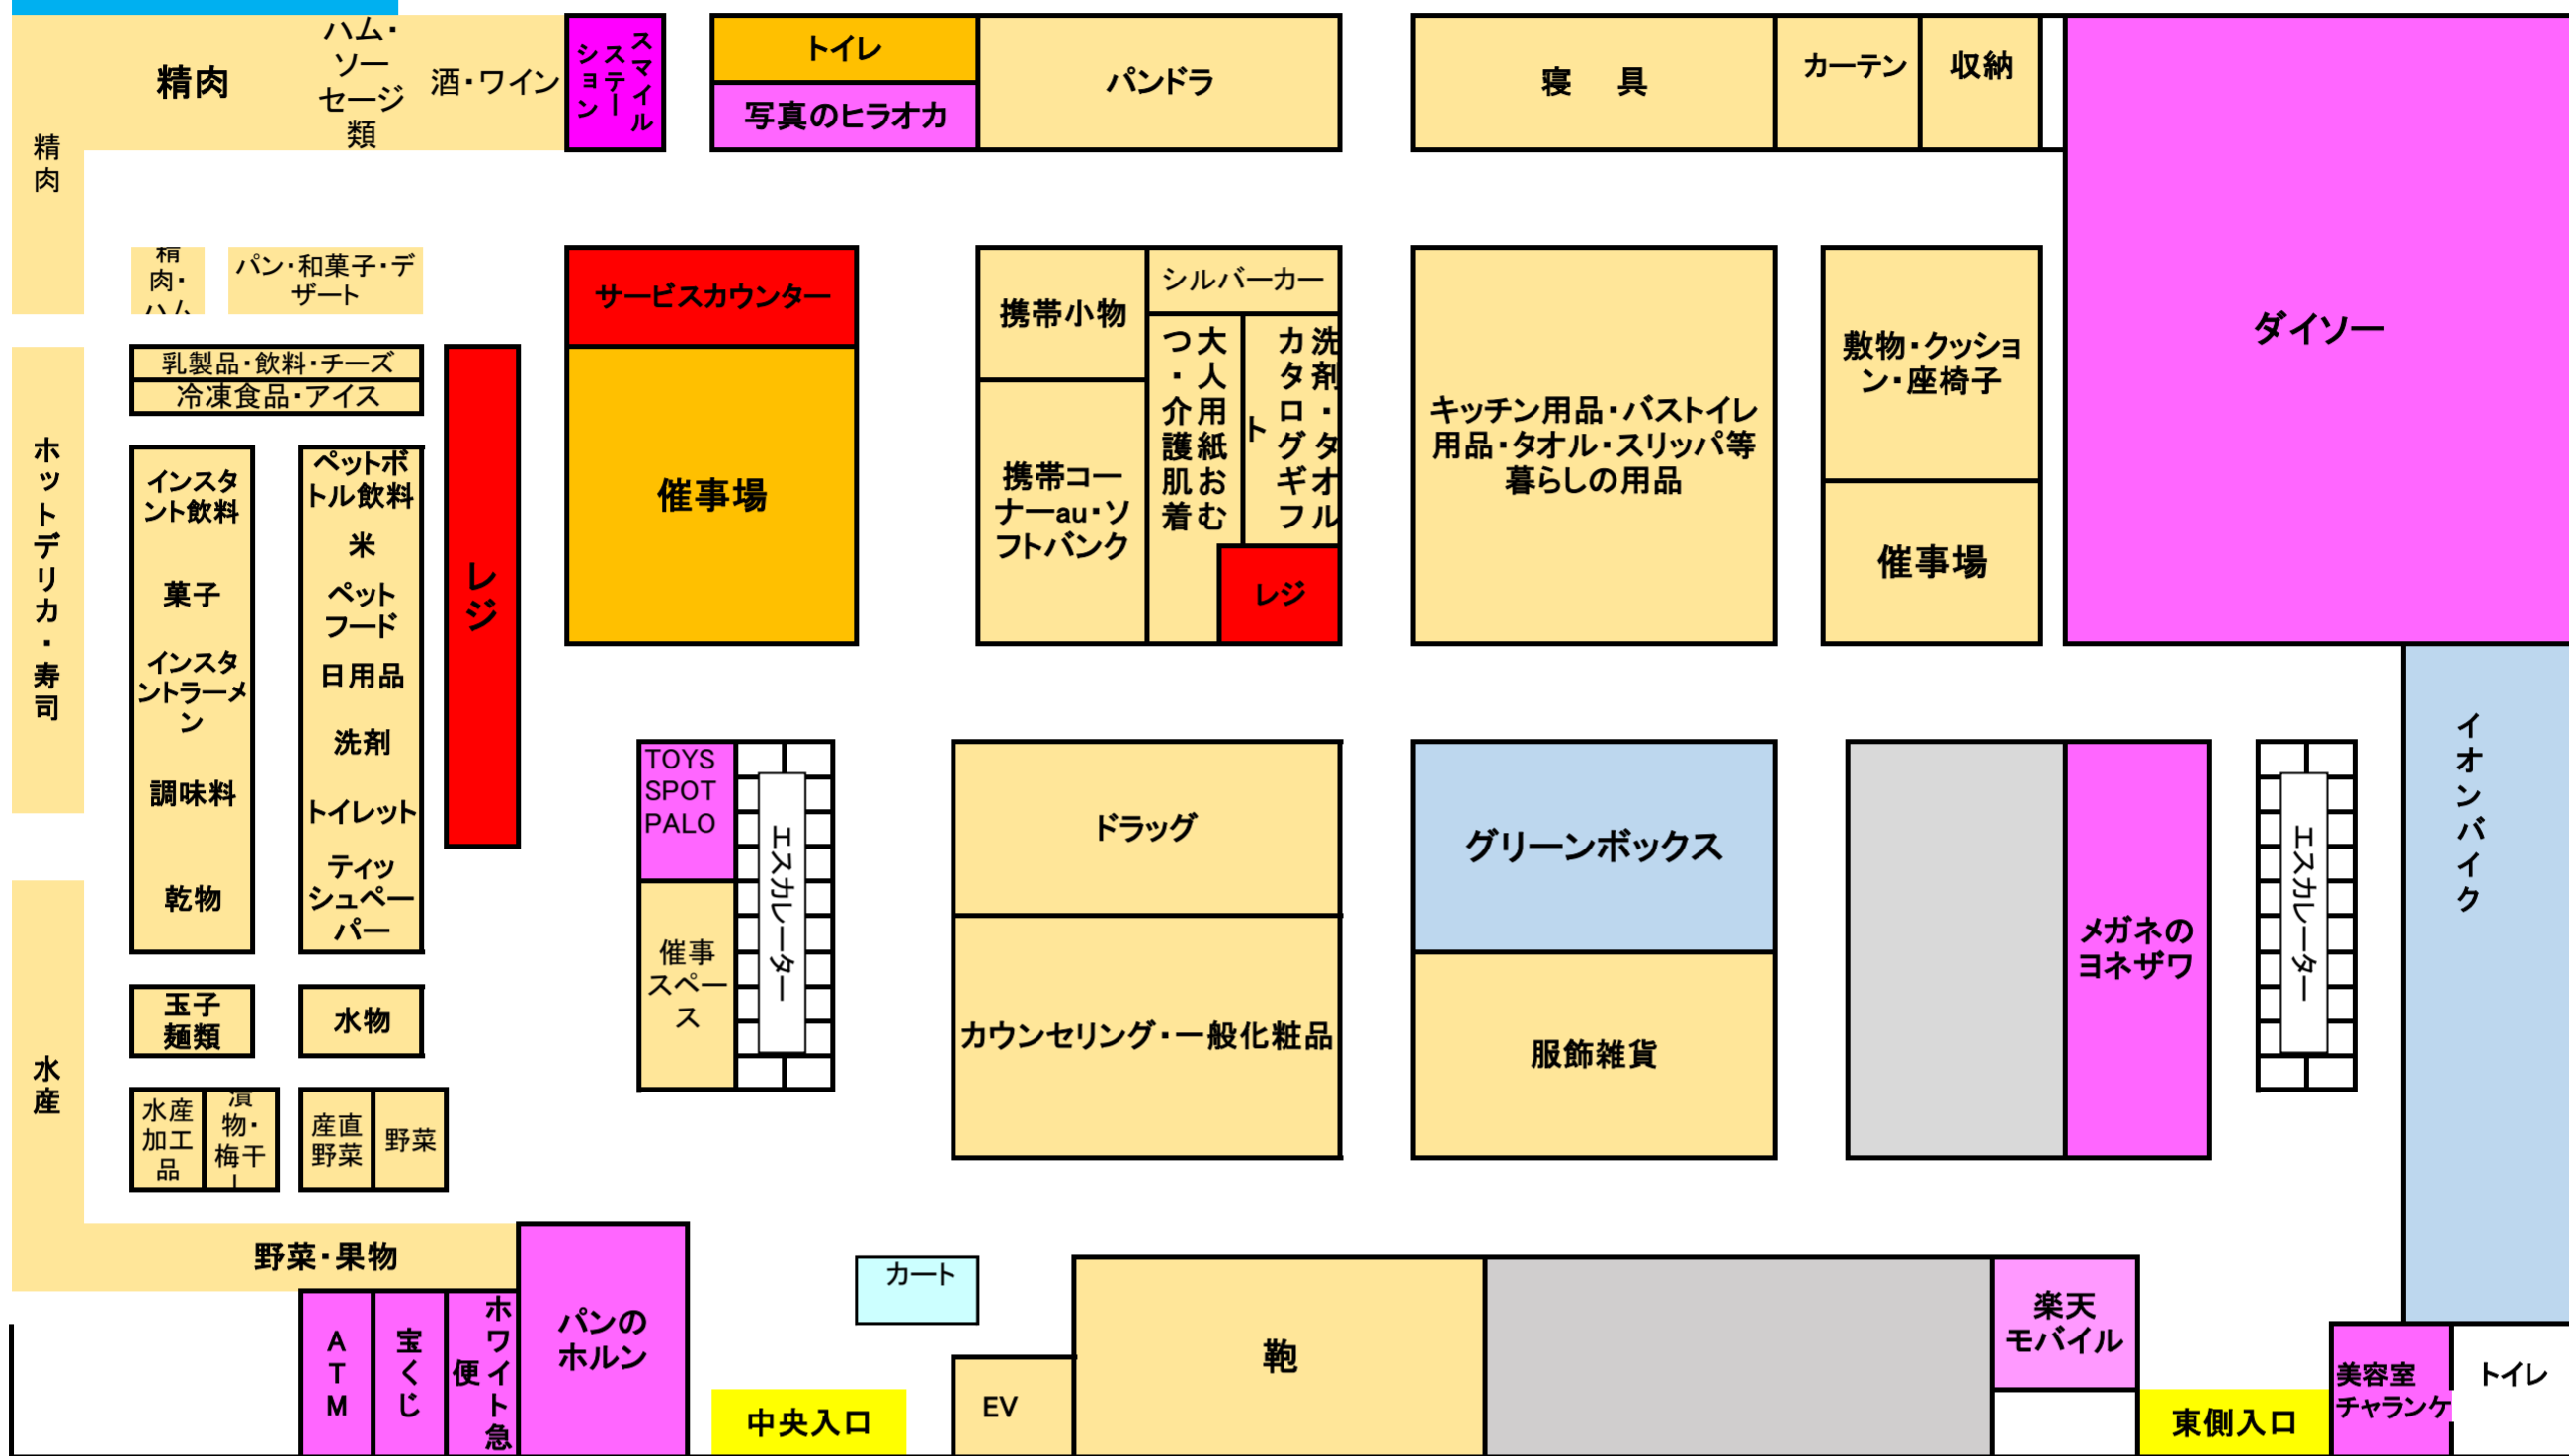 精肉
ハム・
ソー
セージ
類
酒・ワイン
スマイル
ステー
ション
トイレ
写真のヒラオカ
パンドラ
寝　具
カーテン
収納
ダイソー
精
肉
精
肉・
ハム
パン・和菓子・デ
ザート
サービスカウンター
催事場
携帯小物
シルバーカー
携帯コー
ナーau・ソ
フトバンク
大人用紙おむ
つ・介護肌着
洗剤・タオル
カタログギフ
ト
レジ
キッチン用品・バストイレ
用品・タオル・スリッパ等
暮らしの用品
敷物・クッショ
ン・座椅子
催事場
乳製品・飲料・チーズ
冷凍食品・アイス
レジ
ホットデリカ・寿司
インスタ
ント飲料
菓子
インスタ
ントラーメ
ン
調味料
乾物
ペットボ
トル飲料
米
ペット
フード
日用品
洗剤
トイレット
ティッ
シュペー
パー
TOYS
SPOT
PALO
催事
スペー
ス
エスカレーター
ドラッグ
カウンセリング・一般化粧品
グリーンボックス
服飾雑貨
メガネの
ヨネザワ
エスカレーター
イオンバイク
水産
玉子
麺類
水物
水産
加工
品
漬
物・
梅干
し
産直
野菜
野菜
野菜・果物
ATM
宝くじ
ホワイト急
便
パンの
ホルン
カート
中央入口
EV
鞄
楽天
モバイル
東側入口
美容室
チャランケ
トイレ